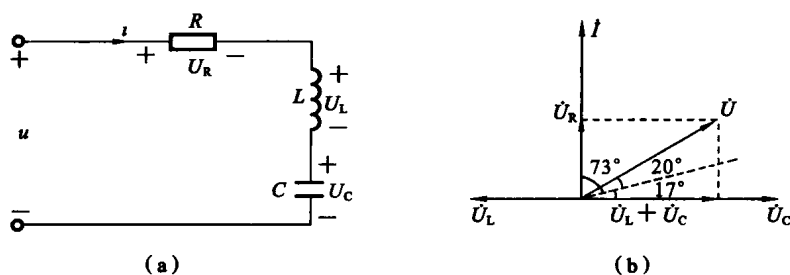 i
+ R −
+ U_R
+
L U_L
−
u
+
C U_C
−
−
(a)
İ
U̇_R
U̇
73°
20°
17°
U̇_L
U̇_L + U̇_C
U̇_C
(b)